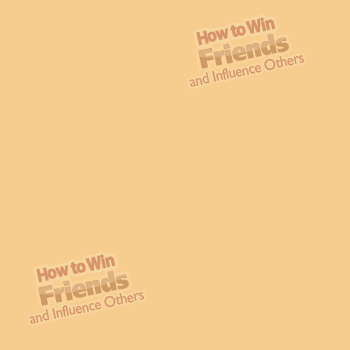 How to Win
Friends
and Influence Others
How to Win
Friends
and Influence Others